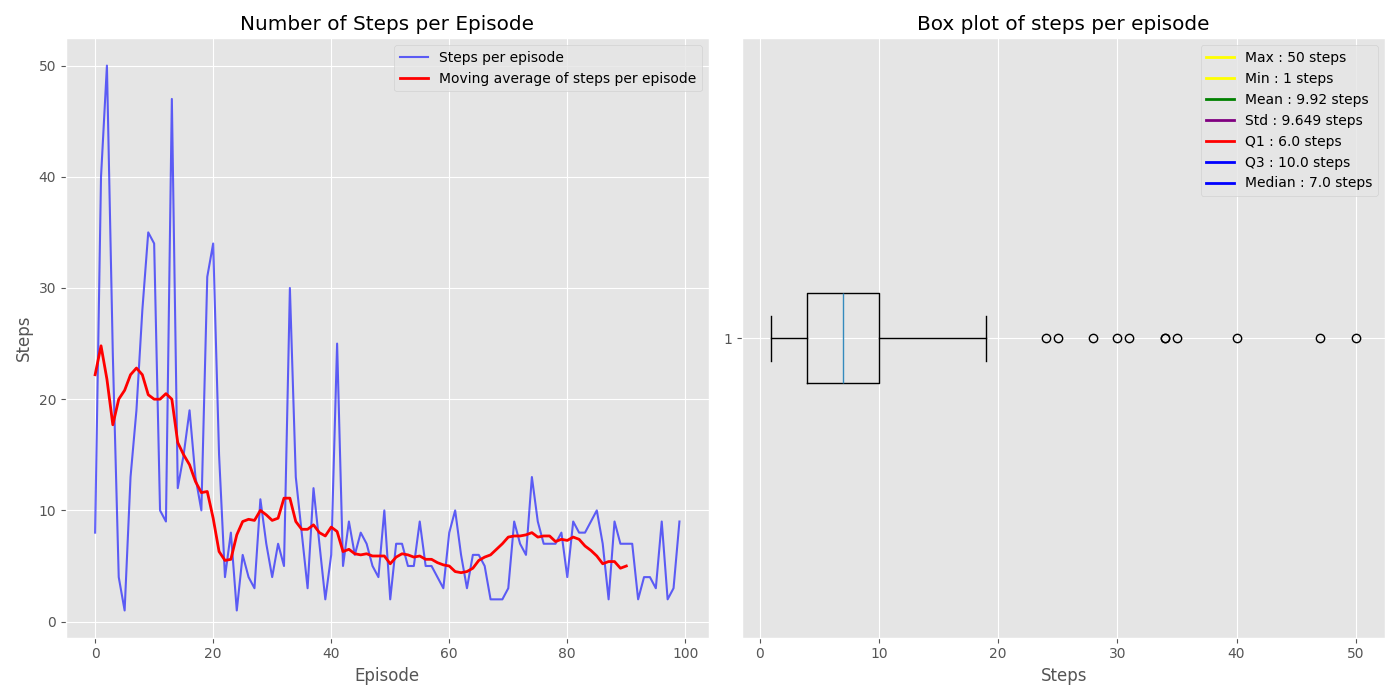 Number of Steps per Episode
Steps per episode
Moving average of steps per episode
50
40
30
20
10
0
Steps
0 20 40 60 80 100
Episode
Box plot of steps per episode
Max : 50 steps
Min : 1 steps
Mean : 9.92 steps
Std : 9.649 steps
Q1 : 6.0 steps
Q3 : 10.0 steps
Median : 7.0 steps
1
0 10 20 30 40 50
Steps